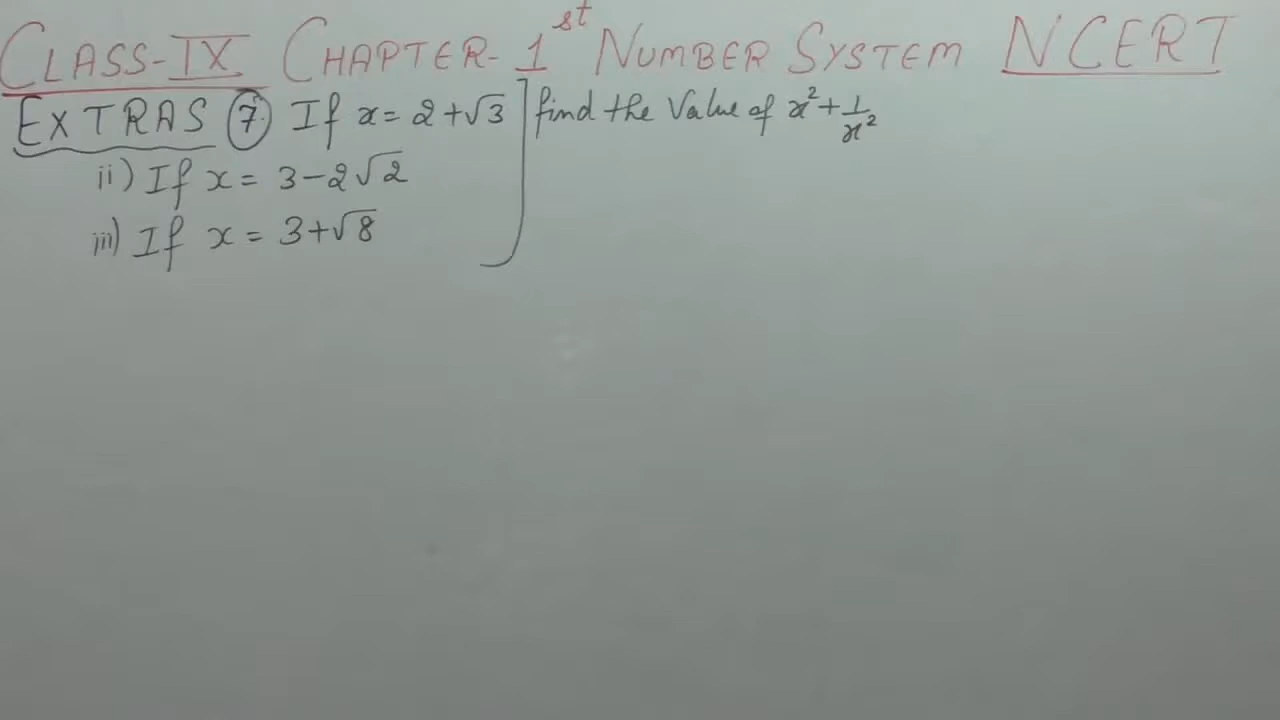 CLASS-IX CHAPTER-1st NUMBER SYSTEM NCERT
EXTRAS ⑦ If x = 2+√3 ] find the Value of x² + 1/x²
ii) If x = 3-2√2
iii) If x = 3+√8